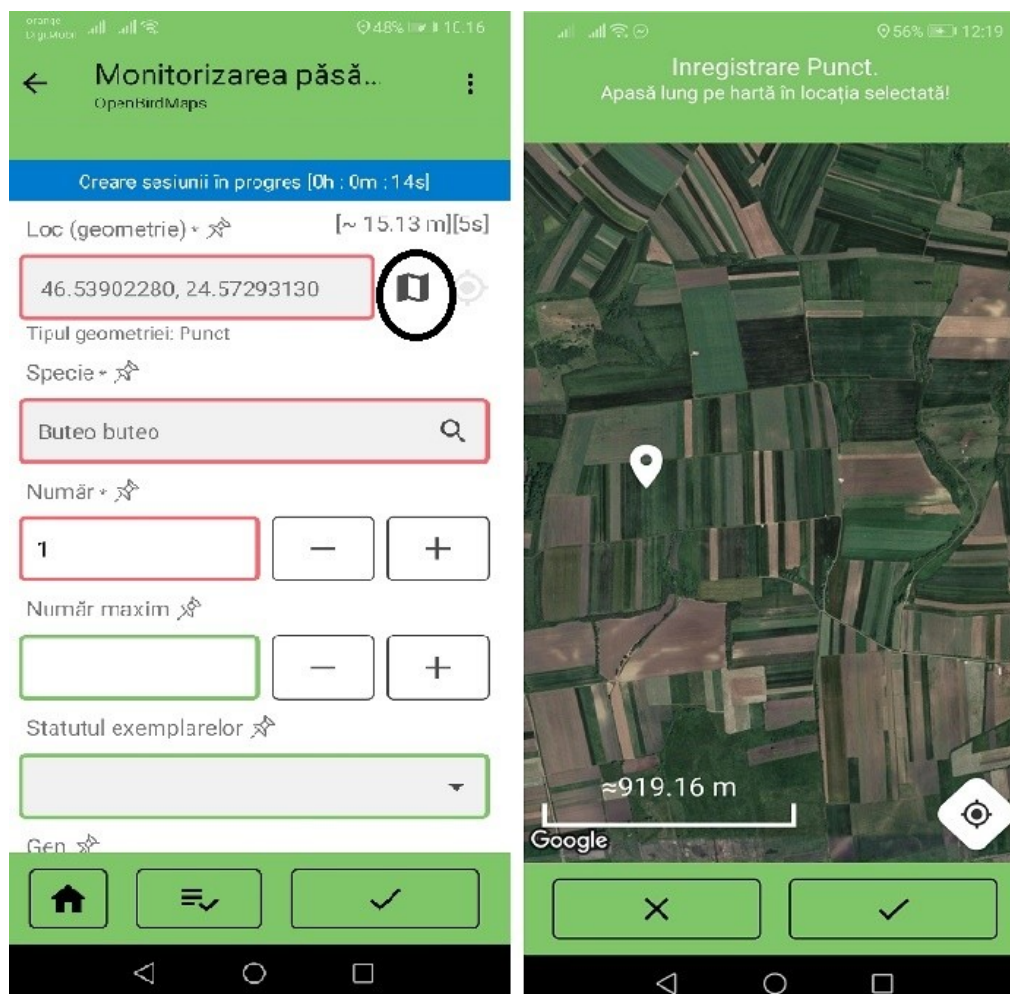 orange
Digi.Mobil
48%
10:16
Monitorizarea păsă...
OpenBirdMaps
Creare sesiunii în progres [0h : 0m : 14s]
Loc (geometrie) * [~ 15.13 m][5s]
46.53902280, 24.57293130
Tipul geometriei: Punct
Specie *
Buteo buteo
Număr *
1
— +
Număr maxim
— +
Statutul exemplarelor
Gen
56% 12:19
Inregistrare Punct.
Apasă lung pe hartă în locația selectată!
≈919.16 m
Google